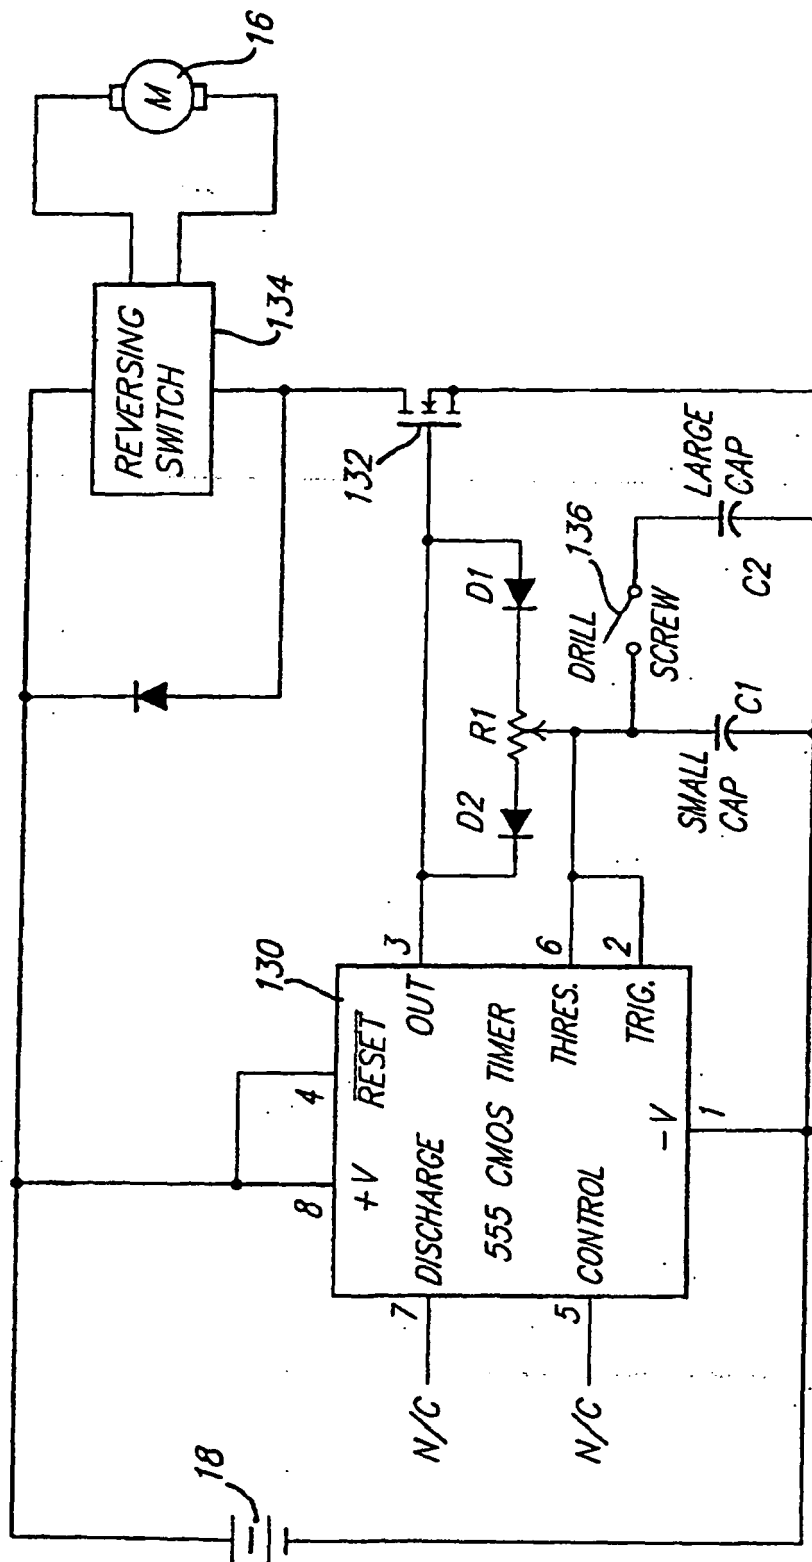 16
M
REVERSING
SWITCH
134
132
D1
R1
D2
DRILL
SCREW
136
LARGE
CAP
C2
SMALL
CAP
C1
130
8
+V
4
RESET
3
OUT
7
DISCHARGE
555 CMOS TIMER
6
THRES.
5
CONTROL
2
TRIG.
-V
1
N/C
N/C
18